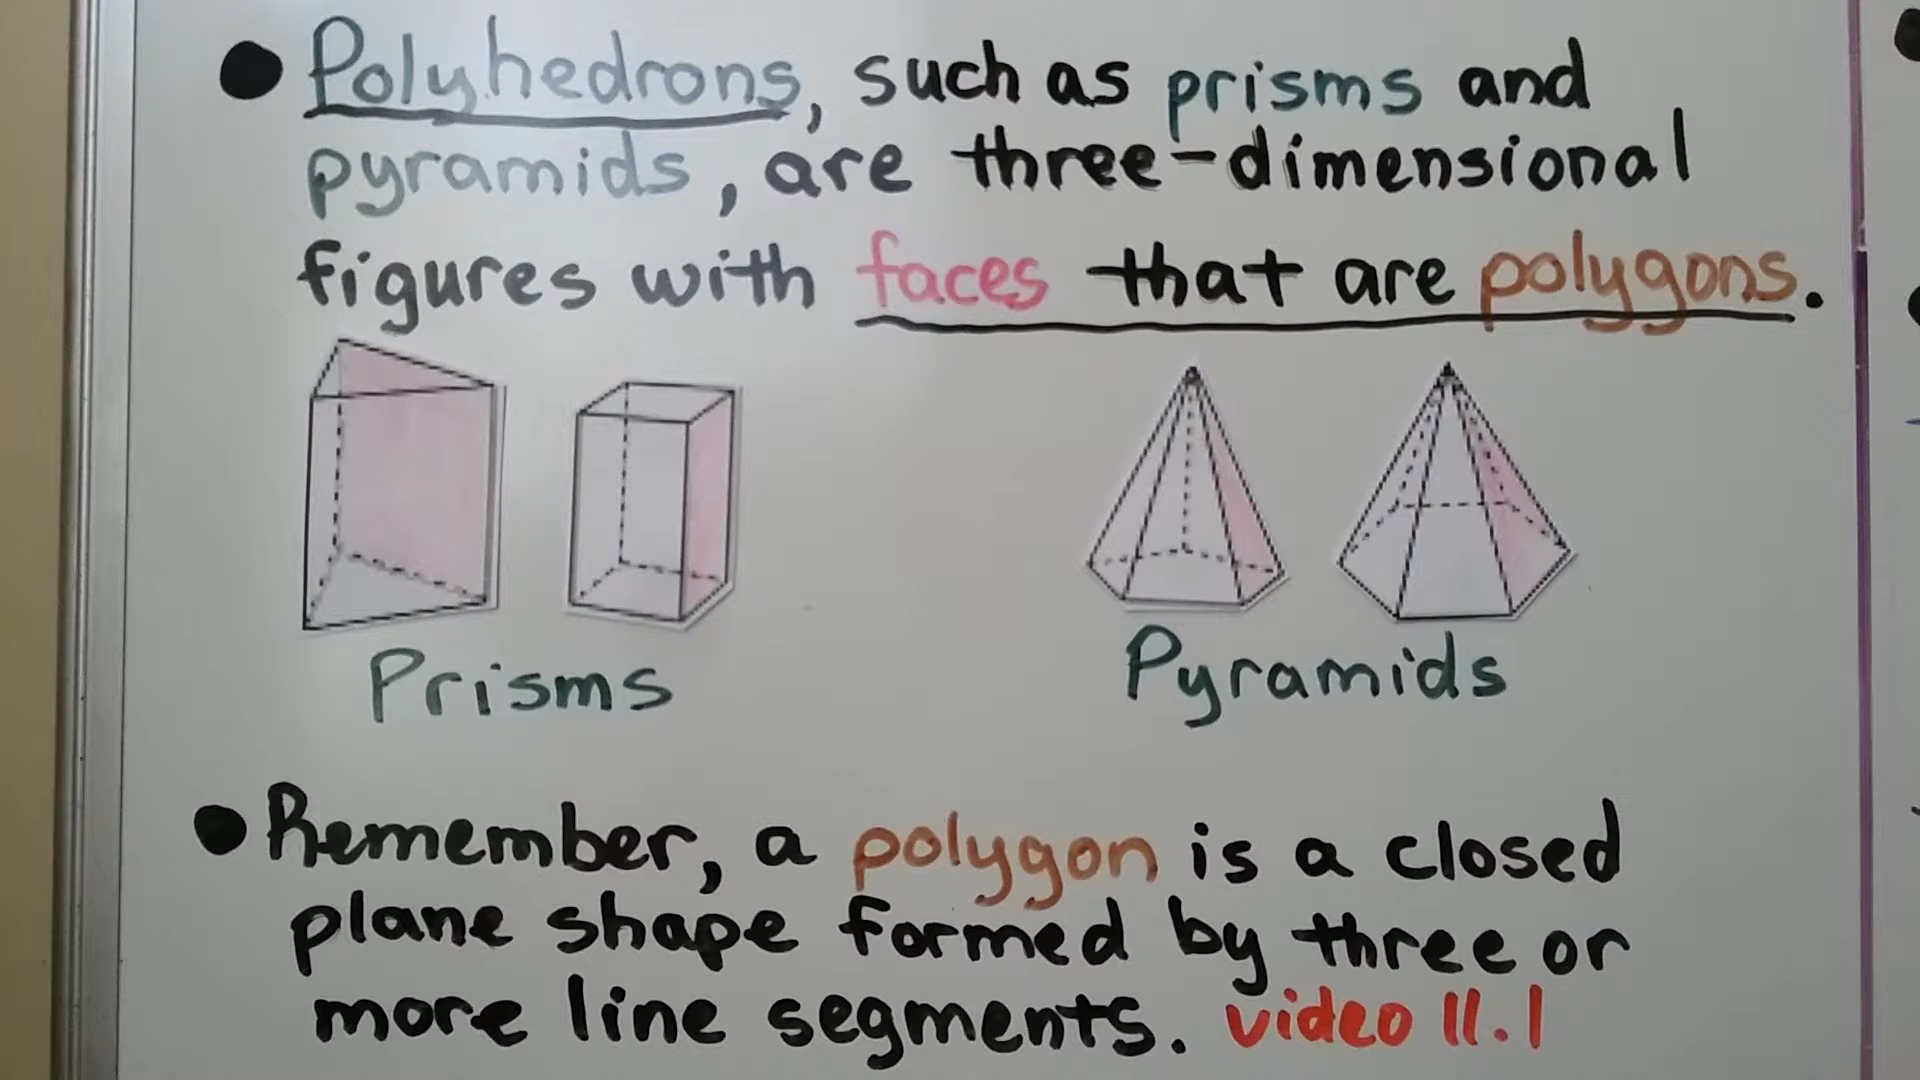 Polyhedrons, such as prisms and
pyramids, are three-dimensional
figures with faces that are polygons.
Prisms
Pyramids
Remember, a polygon is a closed
plane shape formed by three or
more line segments. video 11.1